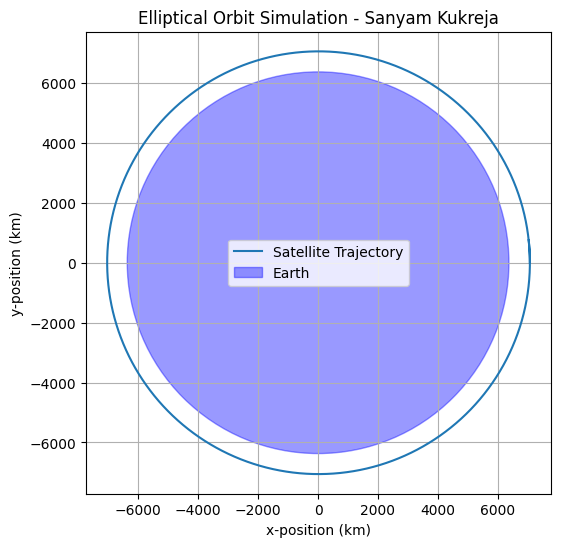 Elliptical Orbit Simulation - Sanyam Kukreja
6000
4000
2000
0
−2000
−4000
−6000
y-position (km)
Satellite Trajectory
Earth
−6000 −4000 −2000 0 2000 4000 6000
x-position (km)